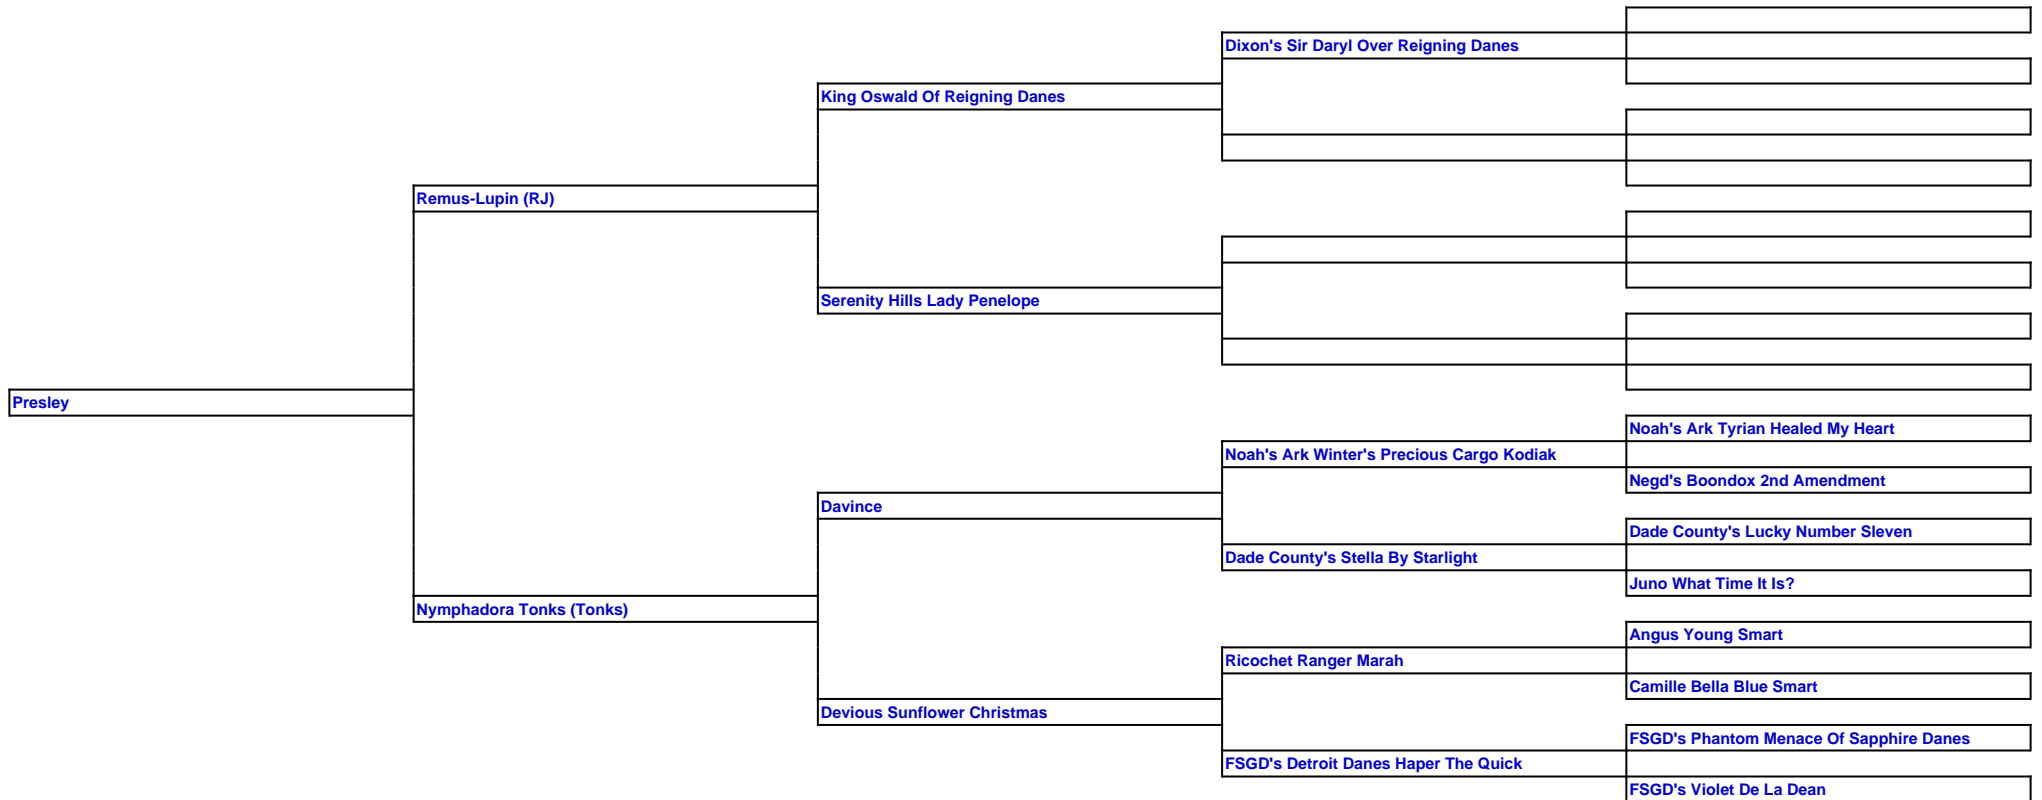 Dixon's Sir Daryl Over Reigning Danes
King Oswald Of Reigning Danes
Remus-Lupin (RJ)
Serenity Hills Lady Penelope
Presley
Noah's Ark Tyrian Healed My Heart
Noah's Ark Winter's Precious Cargo Kodiak
Negd's Boondox 2nd Amendment
Davince
Dade County's Lucky Number Sleven
Dade County's Stella By Starlight
Juno What Time It Is?
Nymphadora Tonks (Tonks)
Angus Young Smart
Ricochet Ranger Marah
Camille Bella Blue Smart
Devious Sunflower Christmas
FSGD's Phantom Menace Of Sapphire Danes
FSGD's Detroit Danes Haper The Quick
FSGD's Violet De La Dean